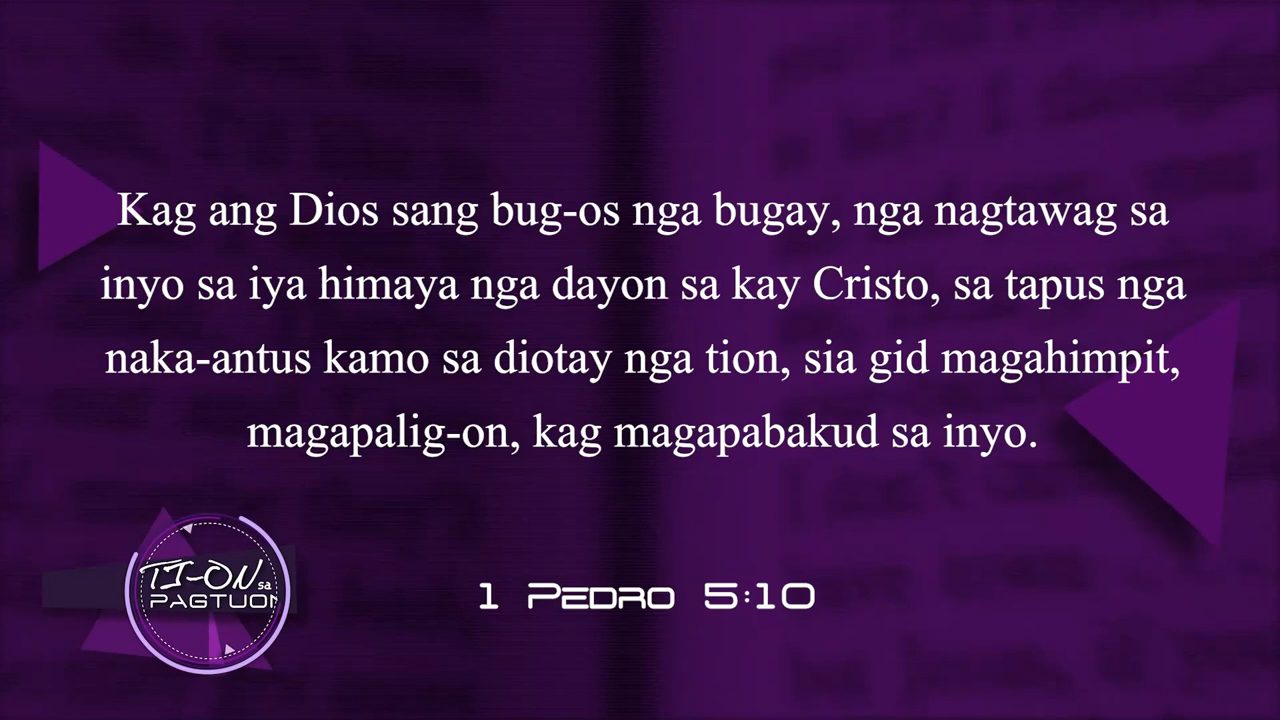 Kag ang Dios sang bug-os nga bugay, nga nagtawag sa
inyo sa iya himaya nga dayon sa kay Cristo, sa tapus nga
naka-antus kamo sa diotay nga tion, sia gid magahimpit,
magapalig-on, kag magapabakud sa inyo.
TI-ON sa
PAGTUON
1 Pedro 5:10